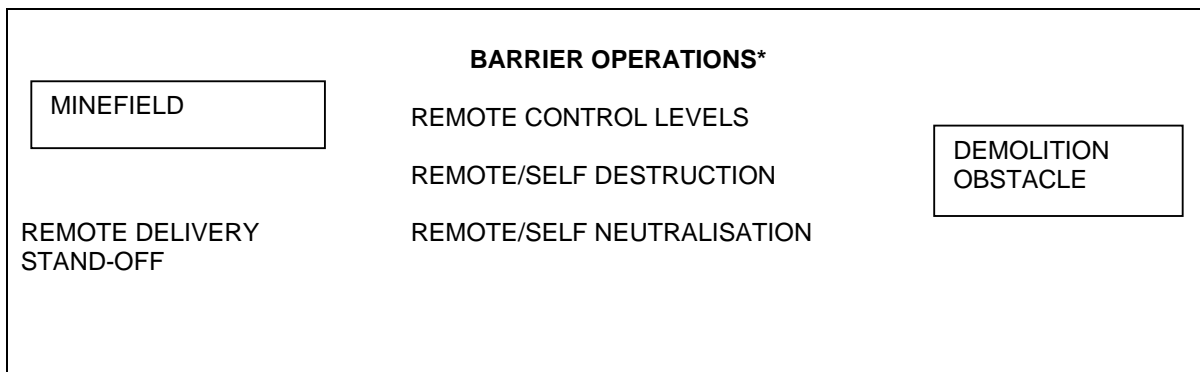 BARRIER OPERATIONS*
MINEFIELD
REMOTE CONTROL LEVELS
DEMOLITION
OBSTACLE
REMOTE/SELF DESTRUCTION
REMOTE DELIVERY
STAND-OFF
REMOTE/SELF NEUTRALISATION